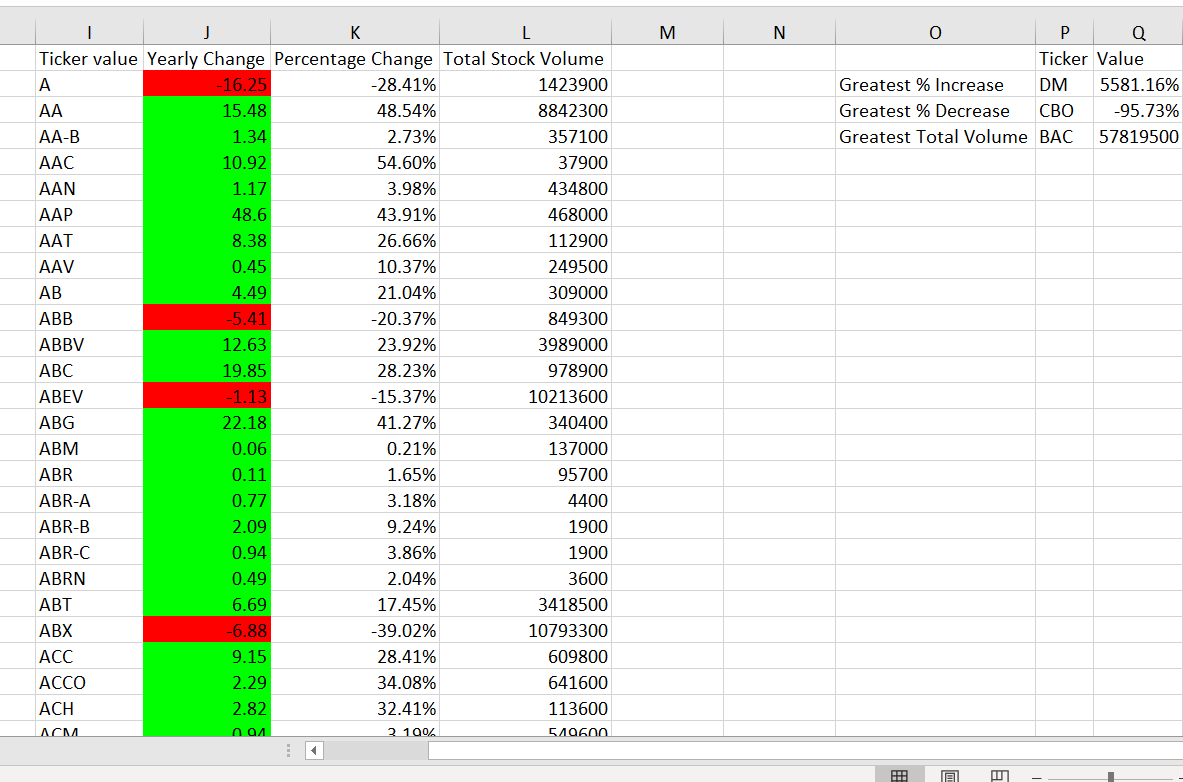 I J K L M N O P Q
Ticker value Yearly Change Percentage Change Total Stock Volume Ticker Value
A -16.25 -28.41% 1423900 Greatest % Increase DM 5581.16%
AA 15.48 48.54% 8842300 Greatest % Decrease CBO -95.73%
AA-B 1.34 2.73% 357100 Greatest Total Volume BAC 57819500
AAC 10.92 54.60% 37900
AAN 1.17 3.98% 434800
AAP 48.6 43.91% 468000
AAT 8.38 26.66% 112900
AAV 0.45 10.37% 249500
AB 4.49 21.04% 309000
ABB -5.41 -20.37% 849300
ABBV 12.63 23.92% 3989000
ABC 19.85 28.23% 978900
ABEV -1.13 -15.37% 10213600
ABG 22.18 41.27% 340400
ABM 0.06 0.21% 137000
ABR 0.11 1.65% 95700
ABR-A 0.77 3.18% 4400
ABR-B 2.09 9.24% 1900
ABR-C 0.94 3.86% 1900
ABRN 0.49 2.04% 3600
ABT 6.69 17.45% 3418500
ABX -6.88 -39.02% 10793300
ACC 9.15 28.41% 609800
ACCO 2.29 34.08% 641600
ACH 2.82 32.41% 113600
ACM 0.94 3.19% 549600